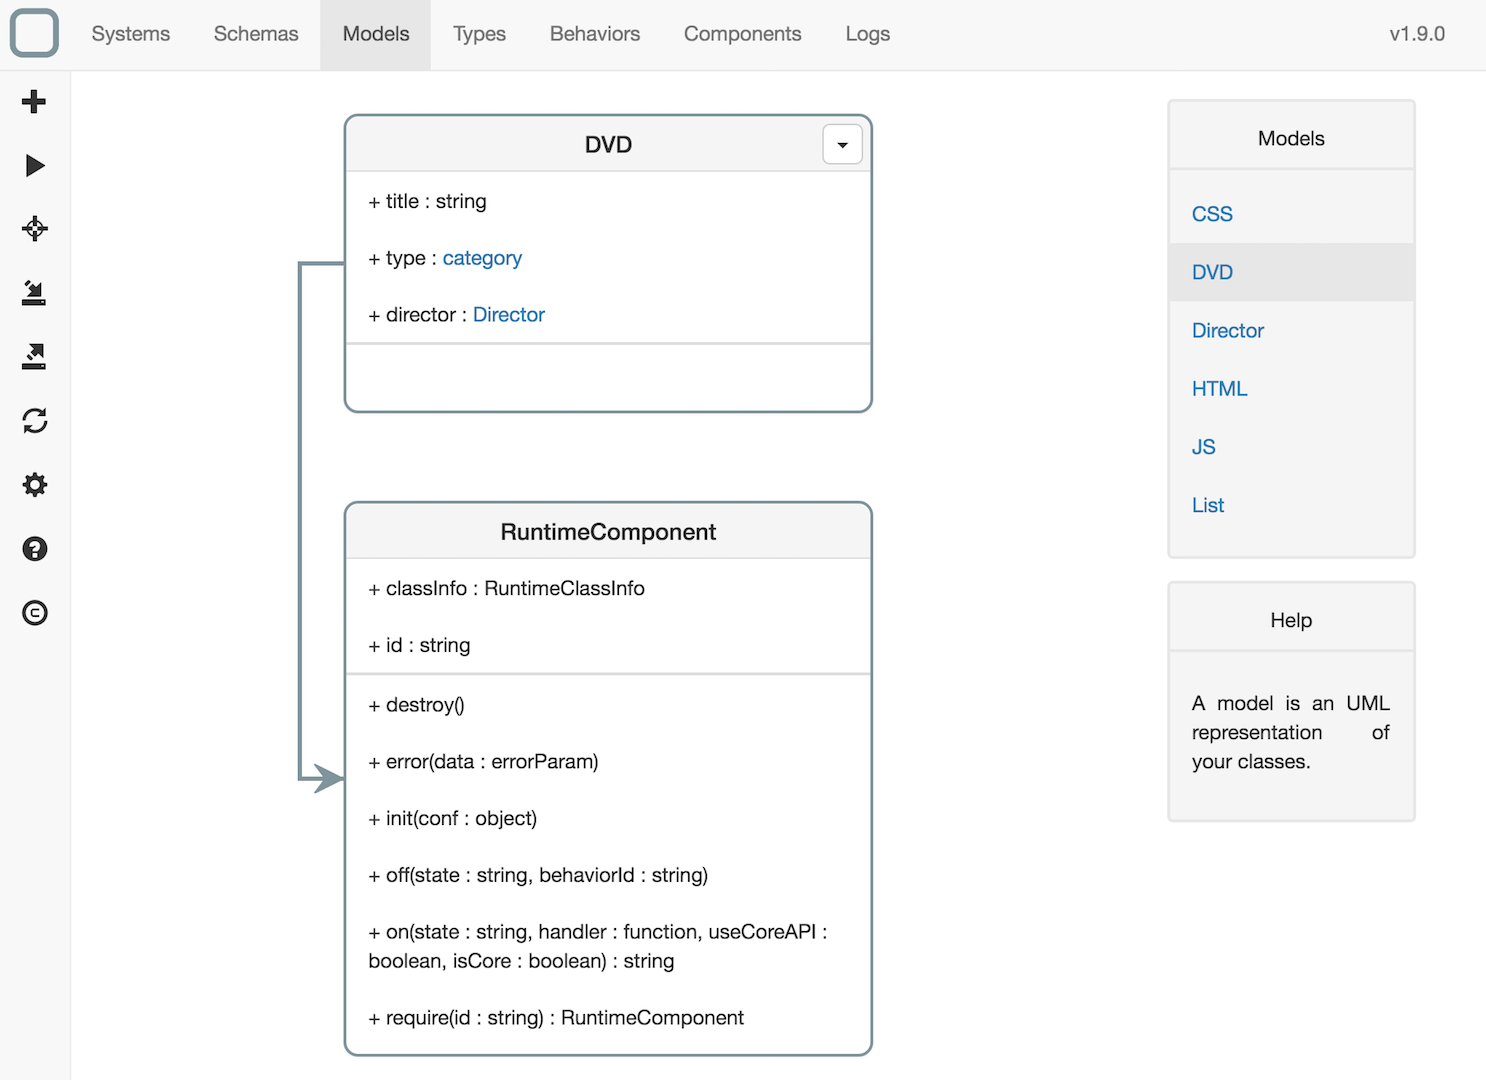 Systems Schemas Models Types Behaviors Components Logs v1.9.0
DVD
+ title : string
+ type : category
+ director : Director
RuntimeComponent
+ classInfo : RuntimeClassInfo
+ id : string
+ destroy()
+ error(data : errorParam)
+ init(conf : object)
+ off(state : string, behaviorId : string)
+ on(state : string, handler : function, useCoreAPI :
boolean, isCore : boolean) : string
+ require(id : string) : RuntimeComponent
Models
CSS
DVD
Director
HTML
JS
List
Help
A model is an UML
representation of
your classes.